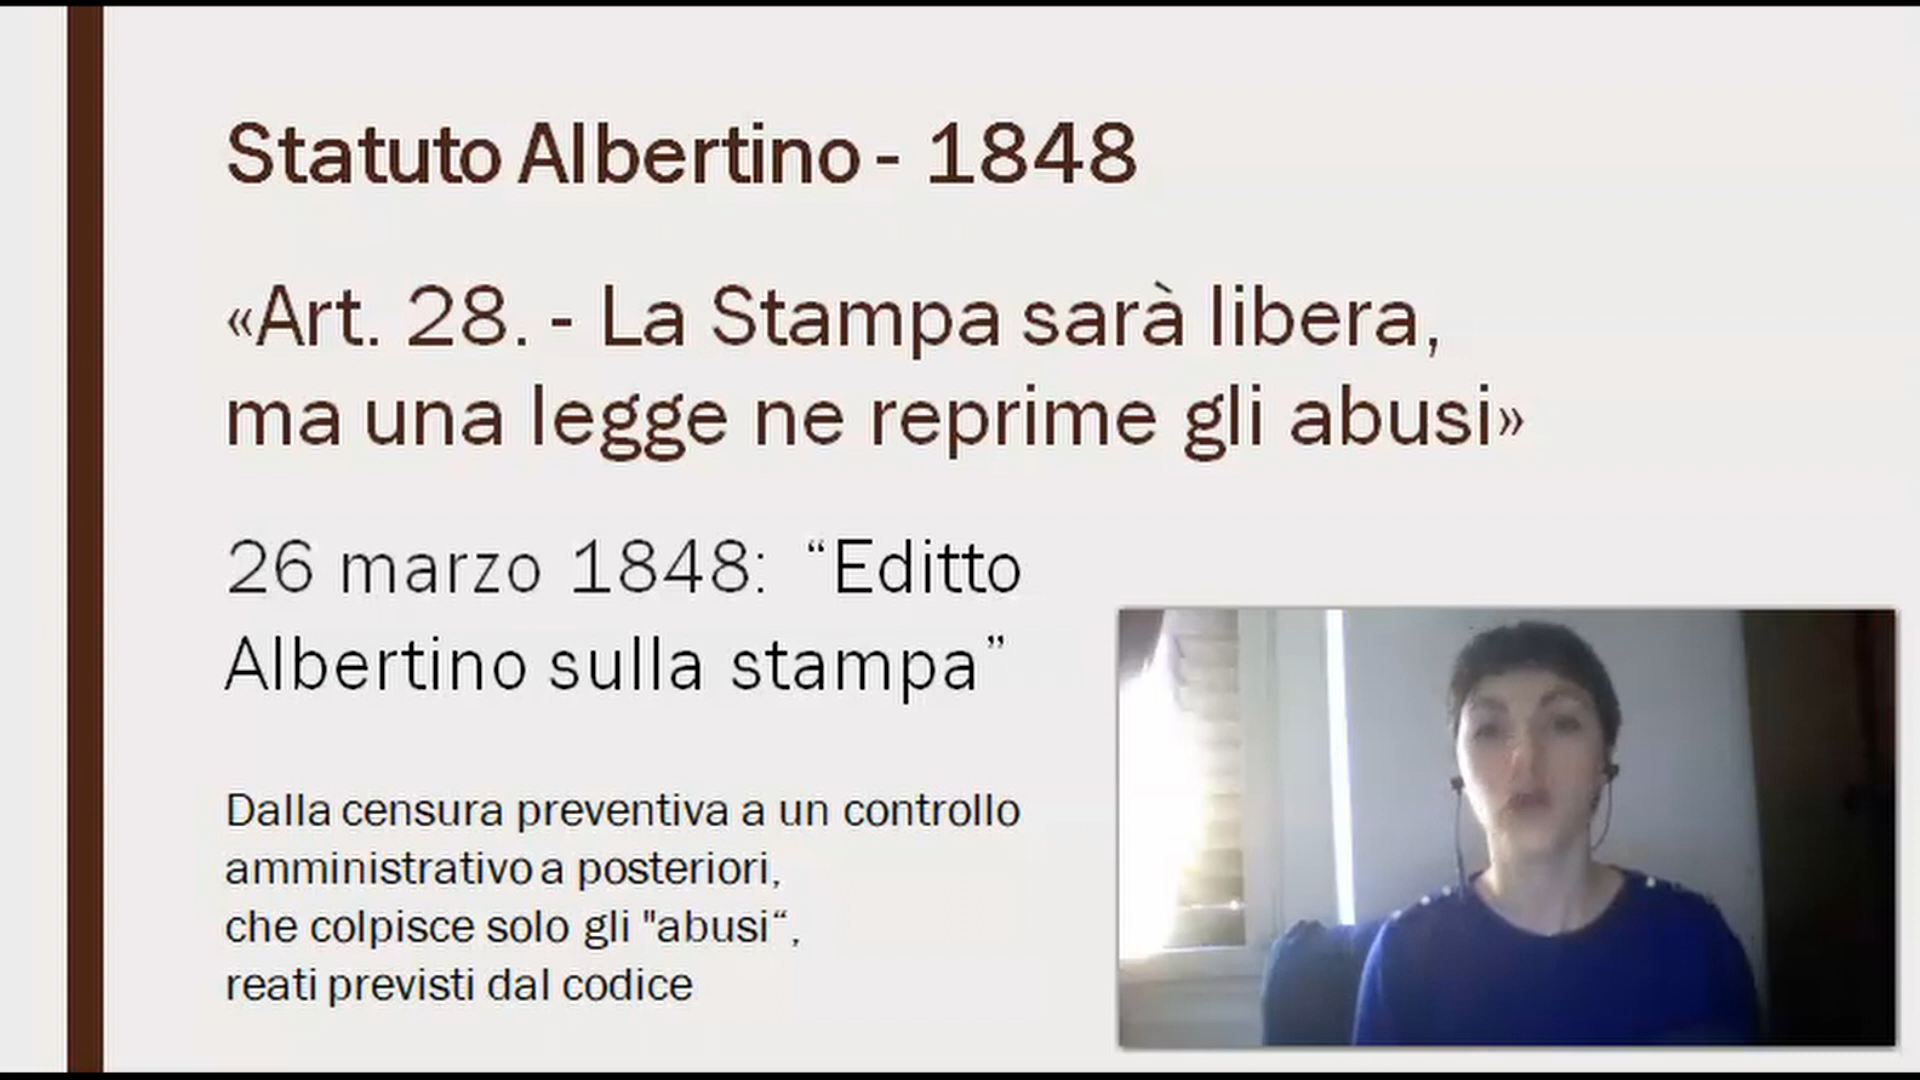 Statuto Albertino - 1848
«Art. 28. - La Stampa sarà libera,
ma una legge ne reprime gli abusi»
26 marzo 1848: “Editto
Albertino sulla stampa”
Dalla censura preventiva a un controllo
amministrativo a posteriori,
che colpisce solo gli "abusi“,
reati previsti dal codice